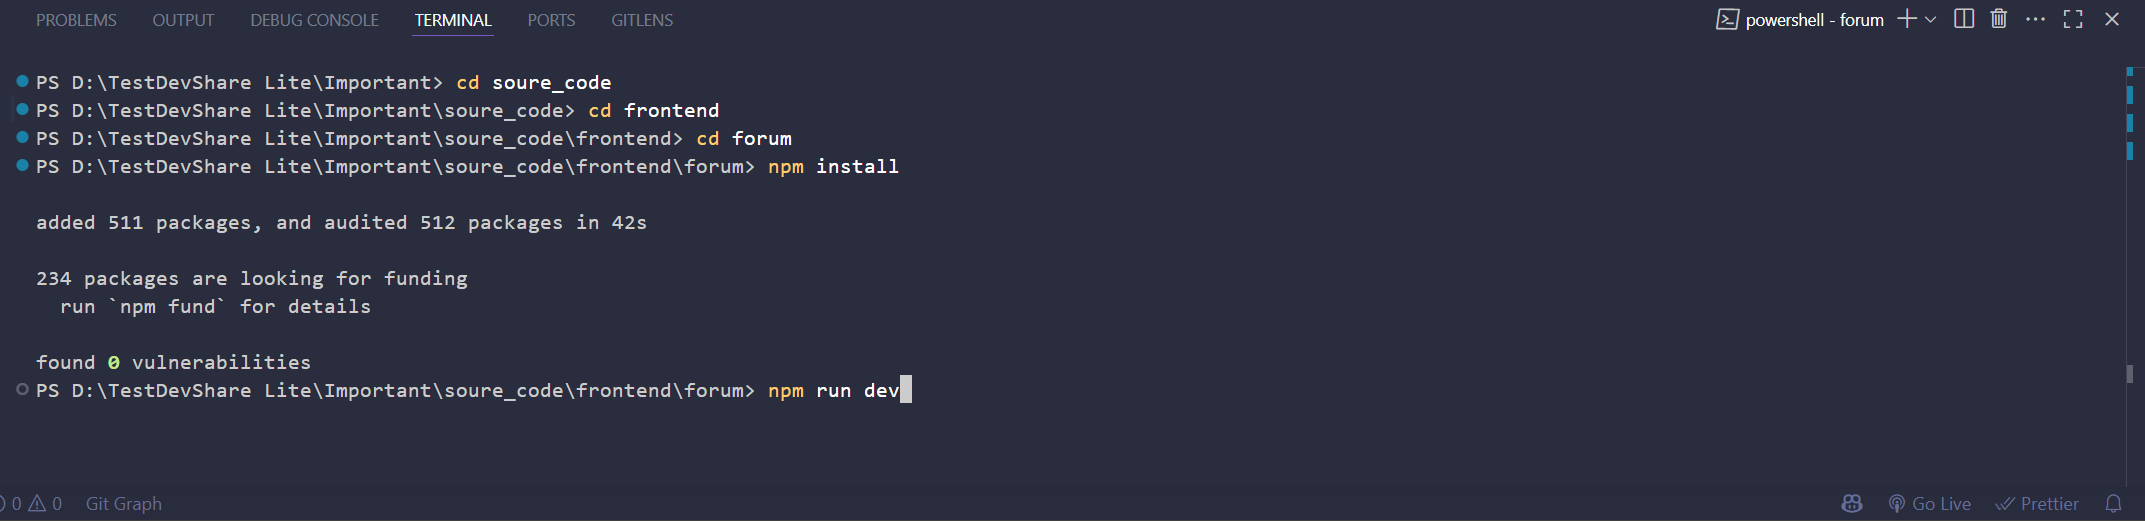 PROBLEMS OUTPUT DEBUG CONSOLE TERMINAL PORTS GITLENS powershell - forum
PS D:\TestDevShare Lite\Important> cd soure_code
PS D:\TestDevShare Lite\Important\soure_code> cd frontend
PS D:\TestDevShare Lite\Important\soure_code\frontend> cd forum
PS D:\TestDevShare Lite\Important\soure_code\frontend\forum> npm install
added 511 packages, and audited 512 packages in 42s
234 packages are looking for funding
run `npm fund` for details
found 0 vulnerabilities
PS D:\TestDevShare Lite\Important\soure_code\frontend\forum> npm run dev
0 0 Git Graph Go Live Prettier